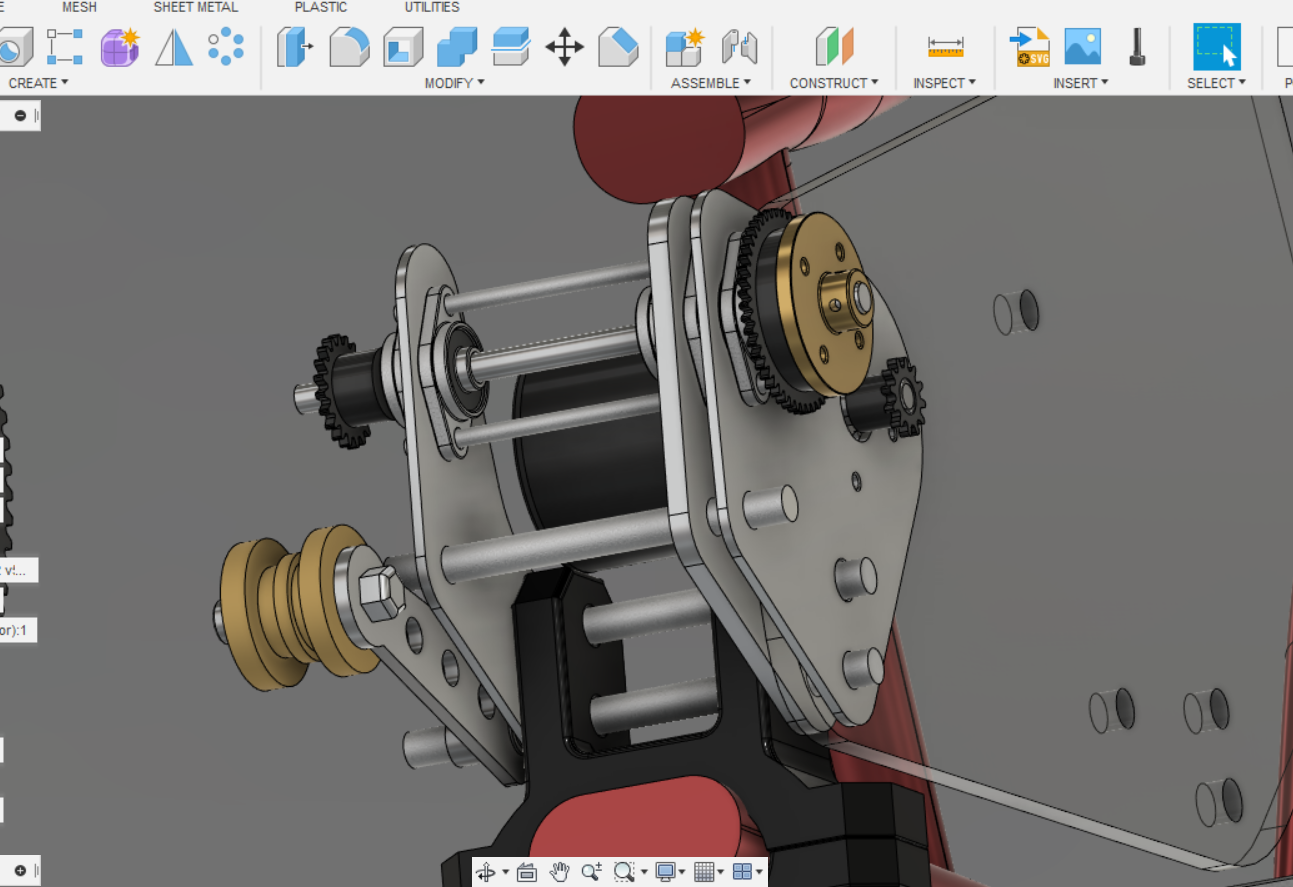 MESH SHEET METAL PLASTIC UTILITIES
SVG
CREATE MODIFY ASSEMBLE CONSTRUCT INSPECT INSERT SELECT
or):1